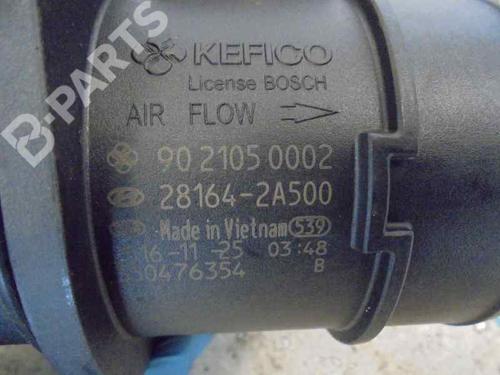 B-PARTS
KEFICO
License BOSCH
AIR FLOW
90 2105 0002
28164-2A500
Made in Vietnam 539
16-11-25 03:48
0476354 B